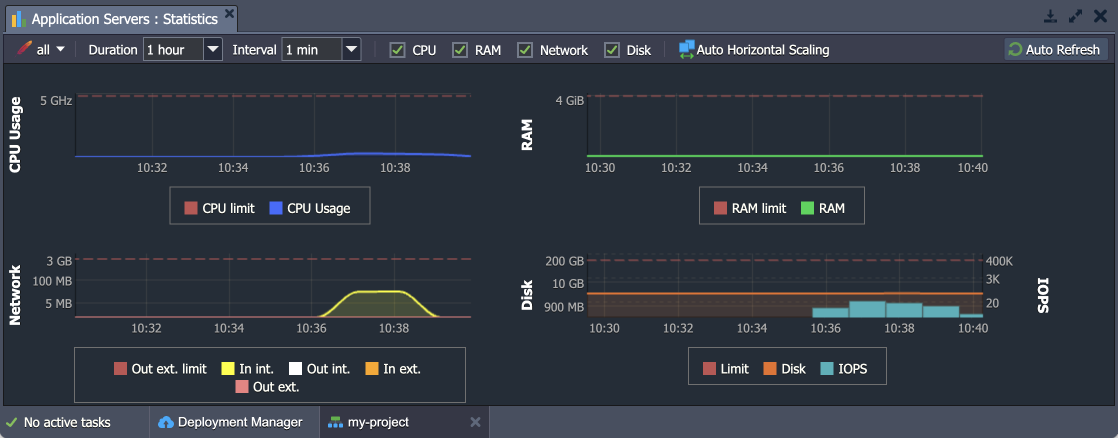 Application Servers : Statistics
all Duration 1 hour Interval 1 min CPU RAM Network Disk Auto Horizontal Scaling Auto Refresh
CPU Usage
5 GHz
10:32 10:34 10:36 10:38
CPU limit CPU Usage
RAM
4 GiB
10:30 10:32 10:34 10:36 10:38 10:40
RAM limit RAM
Network
3 GB
100 MB
5 MB
10:32 10:34 10:36 10:38
Out ext. limit In int. Out int. In ext.
Out ext.
Disk
200 GB 400K
10 GB 3K
900 MB 20
IOPS
10:30 10:32 10:34 10:36 10:38 10:40
Limit Disk IOPS
No active tasks Deployment Manager my-project